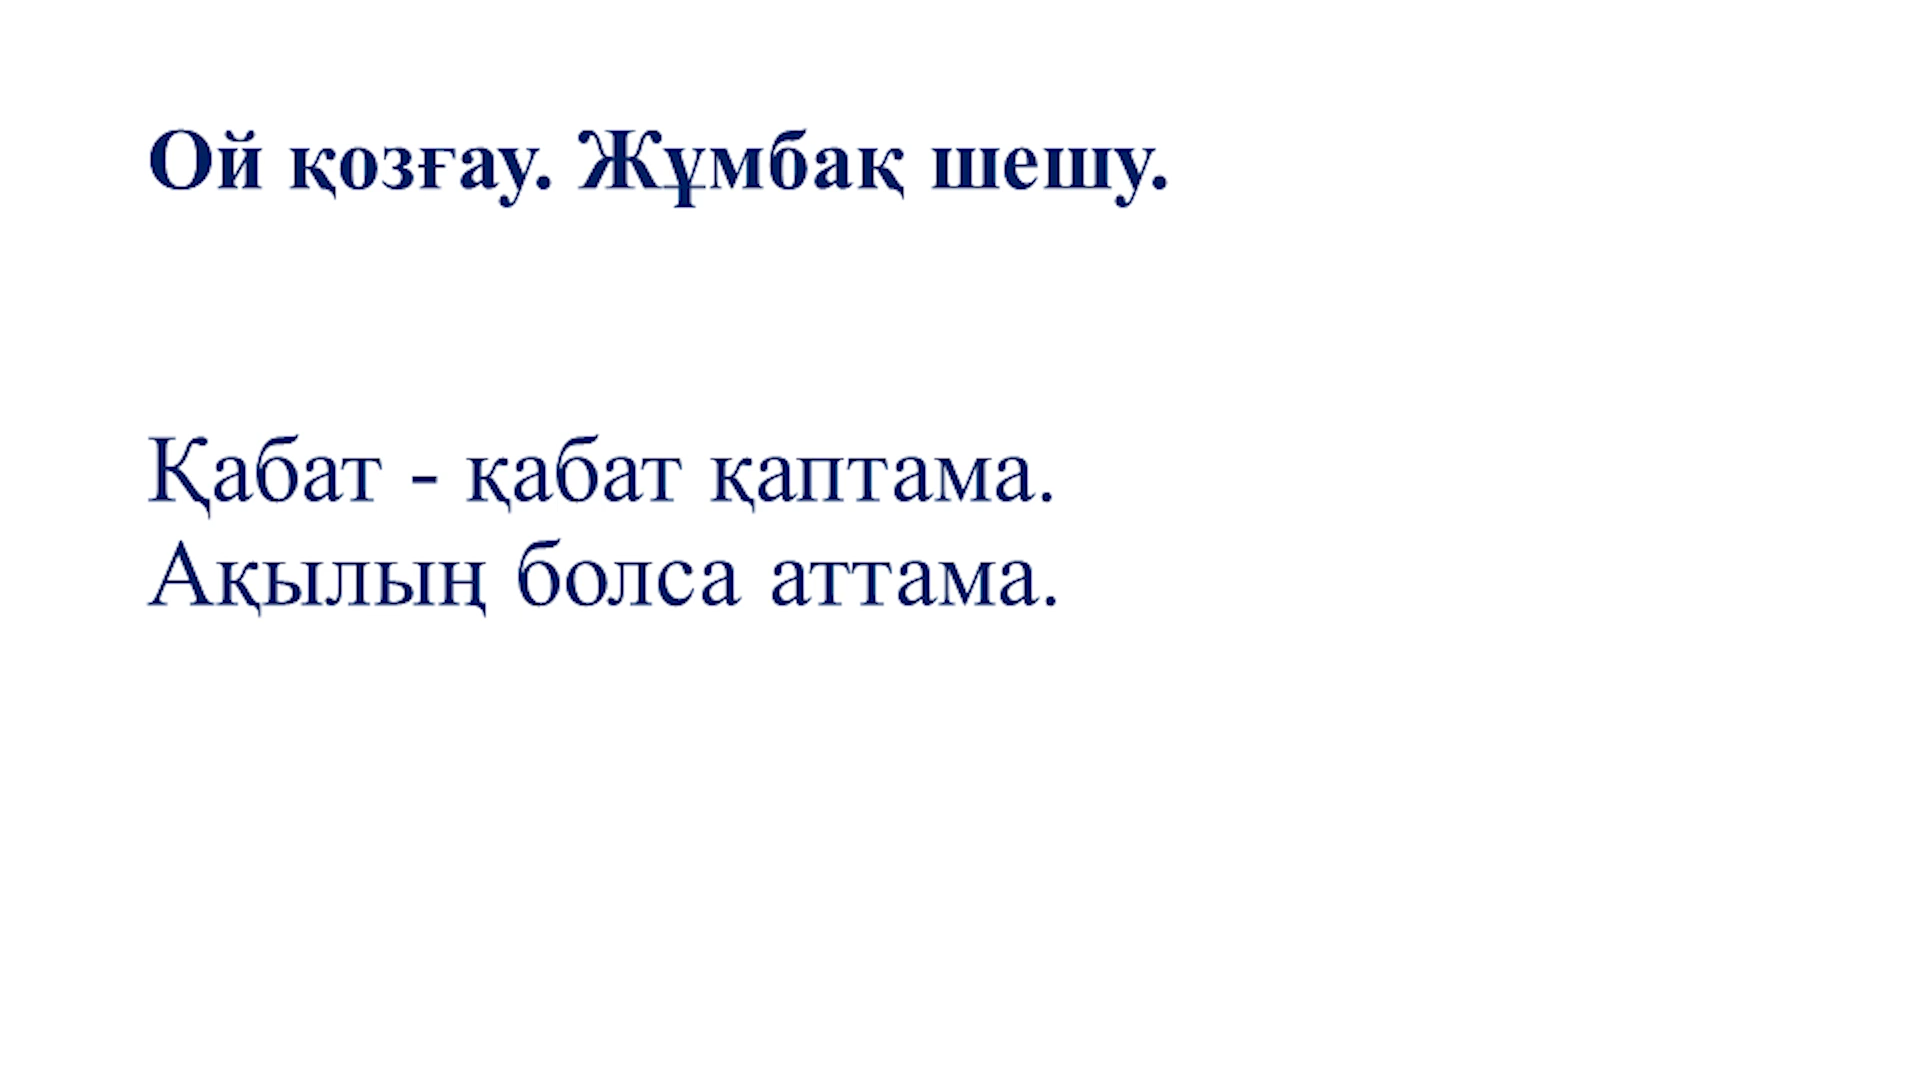 Ой қозғау. Жұмбақ шешу.
Қабат - қабат қаптама.
Ақылың болса аттама.